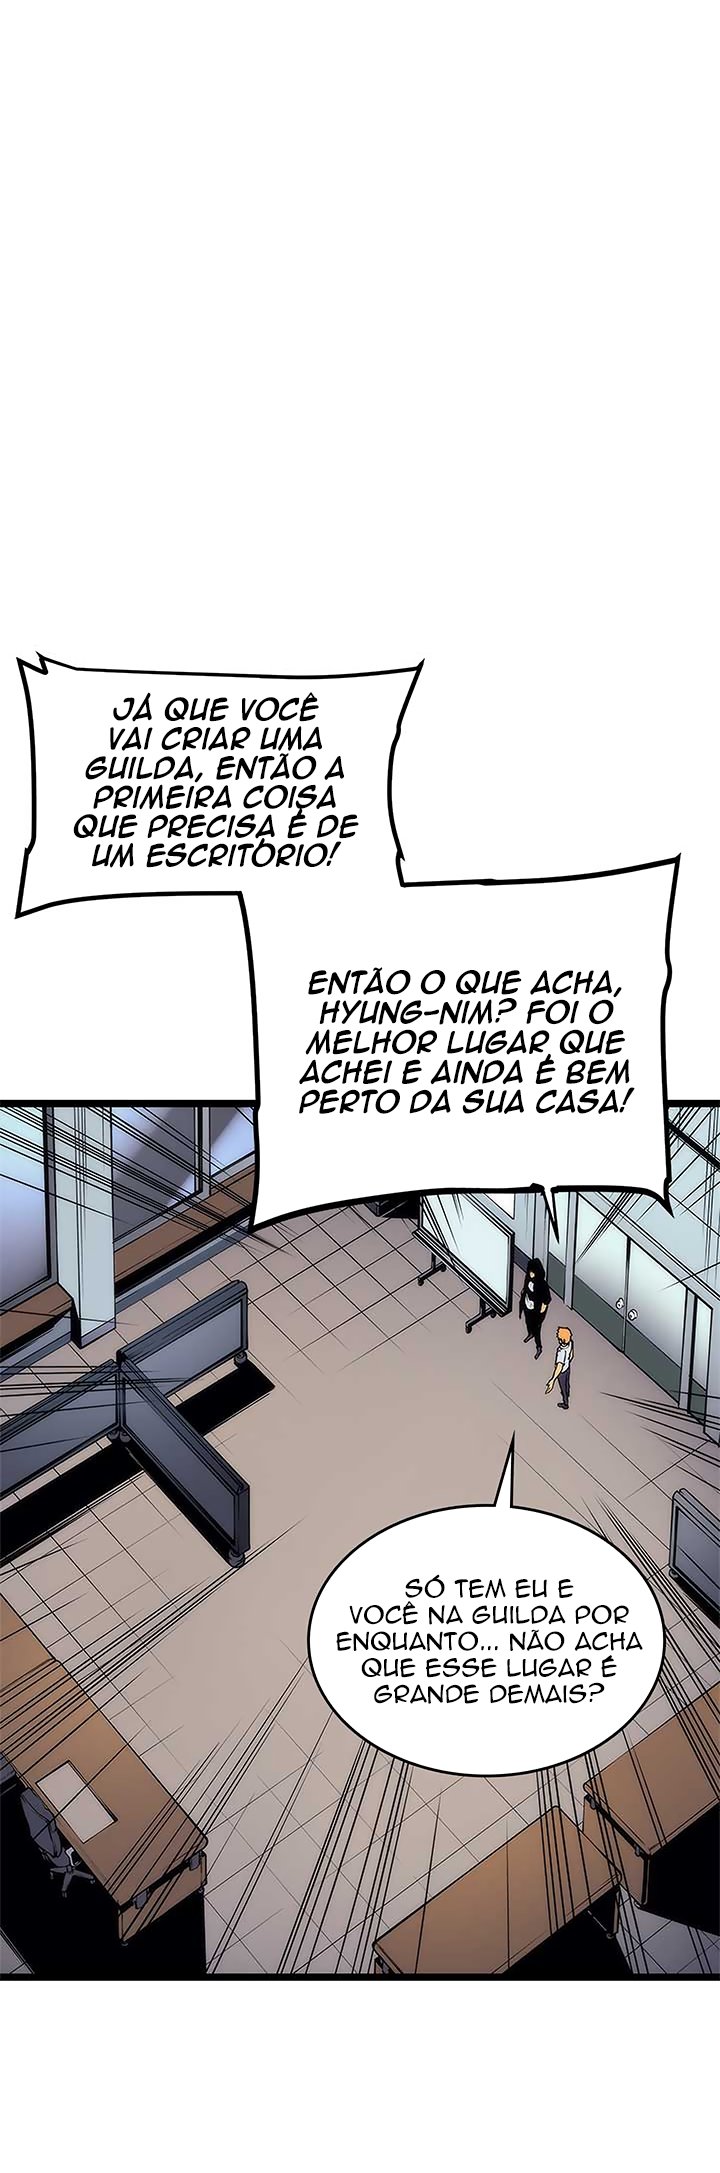 JÁ QUE VOCÊ
VAI CRIAR UMA
GUILDA, ENTÃO A
PRIMEIRA COISA
QUE PRECISA É DE
UM ESCRITÓRIO!
ENTÃO O QUE ACHA,
HYUNG-NIM? FOI O
MELHOR LUGAR QUE
ACHEI E AINDA É BEM
PERTO DA SUA CASA!
SÓ TEM EU E
VOCÊ NA GUILDA POR
ENQUANTO... NÃO ACHA
QUE ESSE LUGAR É
GRANDE DEMAIS?